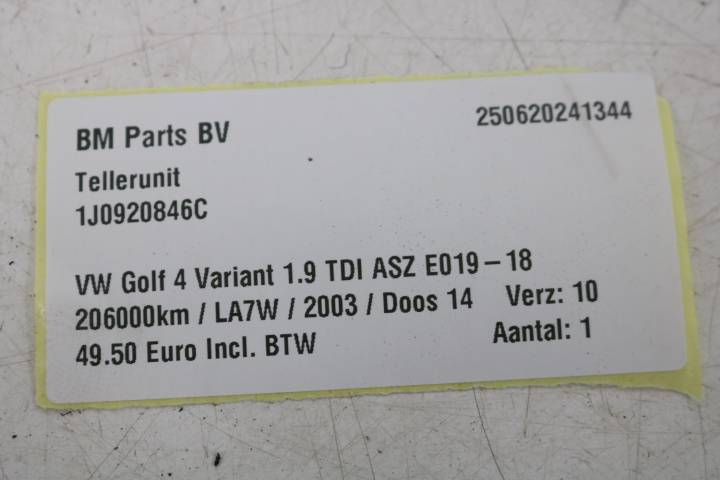 BM Parts BV 250620241344
Tellerunit
1J0920846C
VW Golf 4 Variant 1.9 TDI ASZ E019-18
206000km / LA7W / 2003 / Doos 14 Verz: 10
49.50 Euro Incl. BTW Aantal: 1